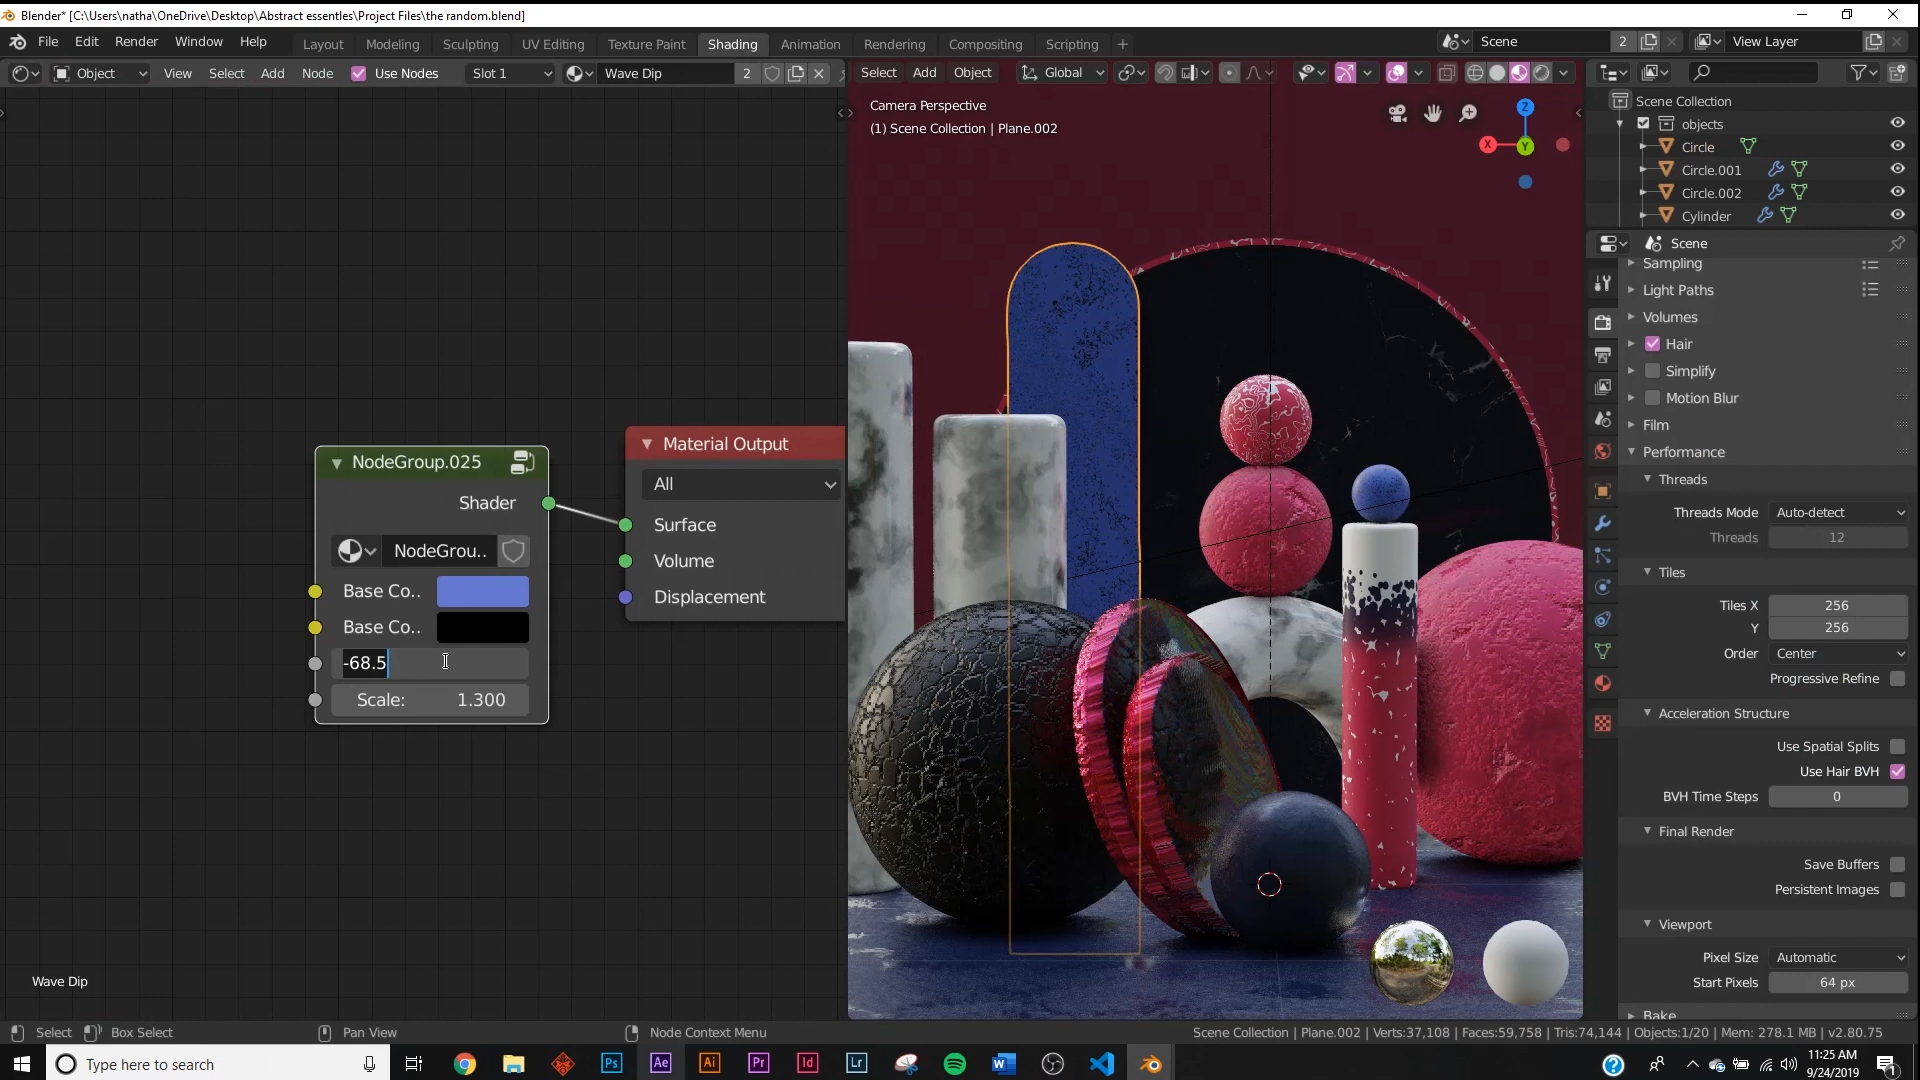 Blender* [C:\Users\natha\OneDrive\Desktop\Abstract essentles\Project Files\the random.blend]
File Edit Render Window Help
Layout Modeling Sculpting UV Editing Texture Paint Shading Animation Rendering Compositing Scripting
Scene 2 View Layer
Object View Select Add Node Use Nodes Slot 1 Wave Dip 2
Select Add Object Global
Camera Perspective
(1) Scene Collection | Plane.002
Z
X Y
Scene Collection
objects
Circle
Circle.001
Circle.002
Cylinder
Scene
Sampling
Light Paths
Volumes
Hair
Simplify
Motion Blur
Film
Performance
Threads
Threads Mode Auto-detect
Threads 12
Tiles
Tiles X 256
Y 256
Order Center
Progressive Refine
Acceleration Structure
Use Spatial Splits
Use Hair BVH
BVH Time Steps 0
Final Render
Save Buffers
Persistent Images
Viewport
Pixel Size Automatic
Start Pixels 64 px
Bake
NodeGroup.025
Shader
NodeGrou..
Base Co..
Base Co..
-68.5
Scale: 1.300
Material Output
All
Surface
Volume
Displacement
Wave Dip
Select Box Select Pan View Node Context Menu
Scene Collection | Plane.002 | Verts:37,108 | Faces:59,758 | Tris:74,144 | Objects:1/20 | Mem: 278.1 MB | v2.80.75
Type here to search
Ps Ae Ai Pr Id Lr
11:25 AM
9/24/2019
1